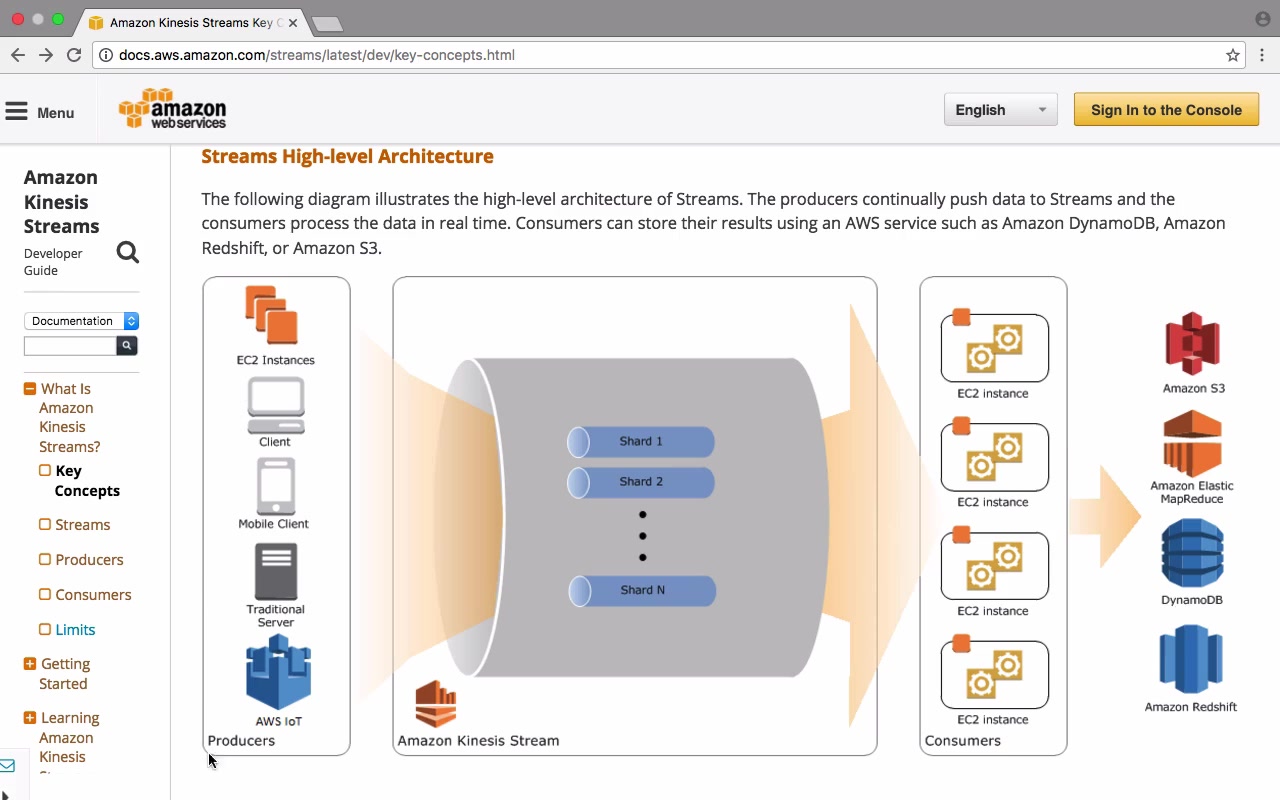 Amazon Kinesis Streams Key C
docs.aws.amazon.com/streams/latest/dev/key-concepts.html
Menu
amazon
webservices
English
Sign In to the Console
Amazon
Kinesis
Streams
Developer
Guide
Documentation
What Is
Amazon
Kinesis
Streams?
Key
Concepts
Streams
Producers
Consumers
Limits
Getting
Started
Learning
Amazon
Kinesis
Streams High-level Architecture
The following diagram illustrates the high-level architecture of Streams. The producers continually push data to Streams and the
consumers process the data in real time. Consumers can store their results using an AWS service such as Amazon DynamoDB, Amazon
Redshift, or Amazon S3.
EC2 Instances
Client
Mobile Client
Traditional
Server
AWS IoT
Producers
Shard 1
Shard 2
Shard N
Amazon Kinesis Stream
EC2 instance
EC2 instance
EC2 instance
EC2 instance
Consumers
Amazon S3
Amazon Elastic
MapReduce
DynamoDB
Amazon Redshift